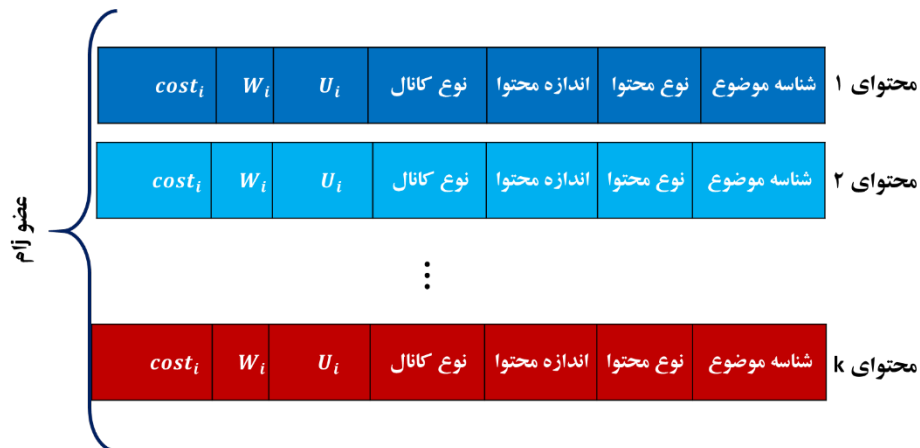 محتوای ۱ شناسه موضوع نوع محتوا اندازه محتوا نوع کانال U_i W_i cost_i
محتوای ۲ شناسه موضوع نوع محتوا اندازه محتوا نوع کانال U_i W_i cost_i
عضو زاُم
⋮
محتوای k شناسه موضوع نوع محتوا اندازه محتوا نوع کانال U_i W_i cost_i